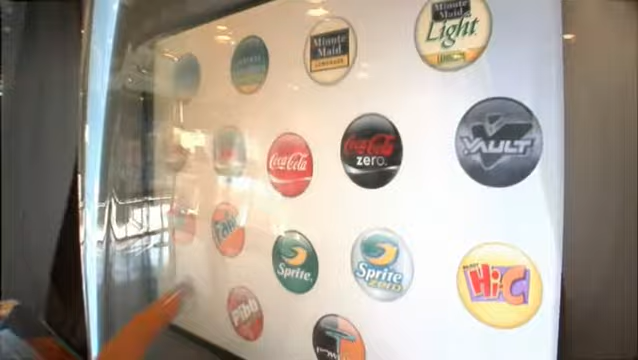 Minute
Maid
LEMONADE
Minute
Maid
Light
Coca-Cola
Coca-Cola
zero.
VAULT
Fanta
Sprite.
Sprite
ZERO
Hi-C
Pibb